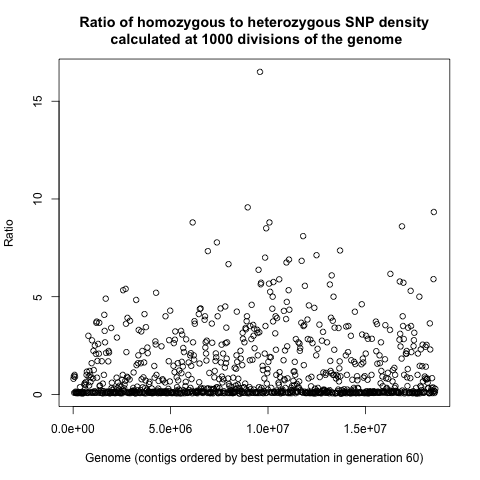 Ratio of homozygous to heterozygous SNP density
calculated at 1000 divisions of the genome
Ratio
15
10
5
0
0.0e+00 5.0e+06 1.0e+07 1.5e+07
Genome (contigs ordered by best permutation in generation 60)